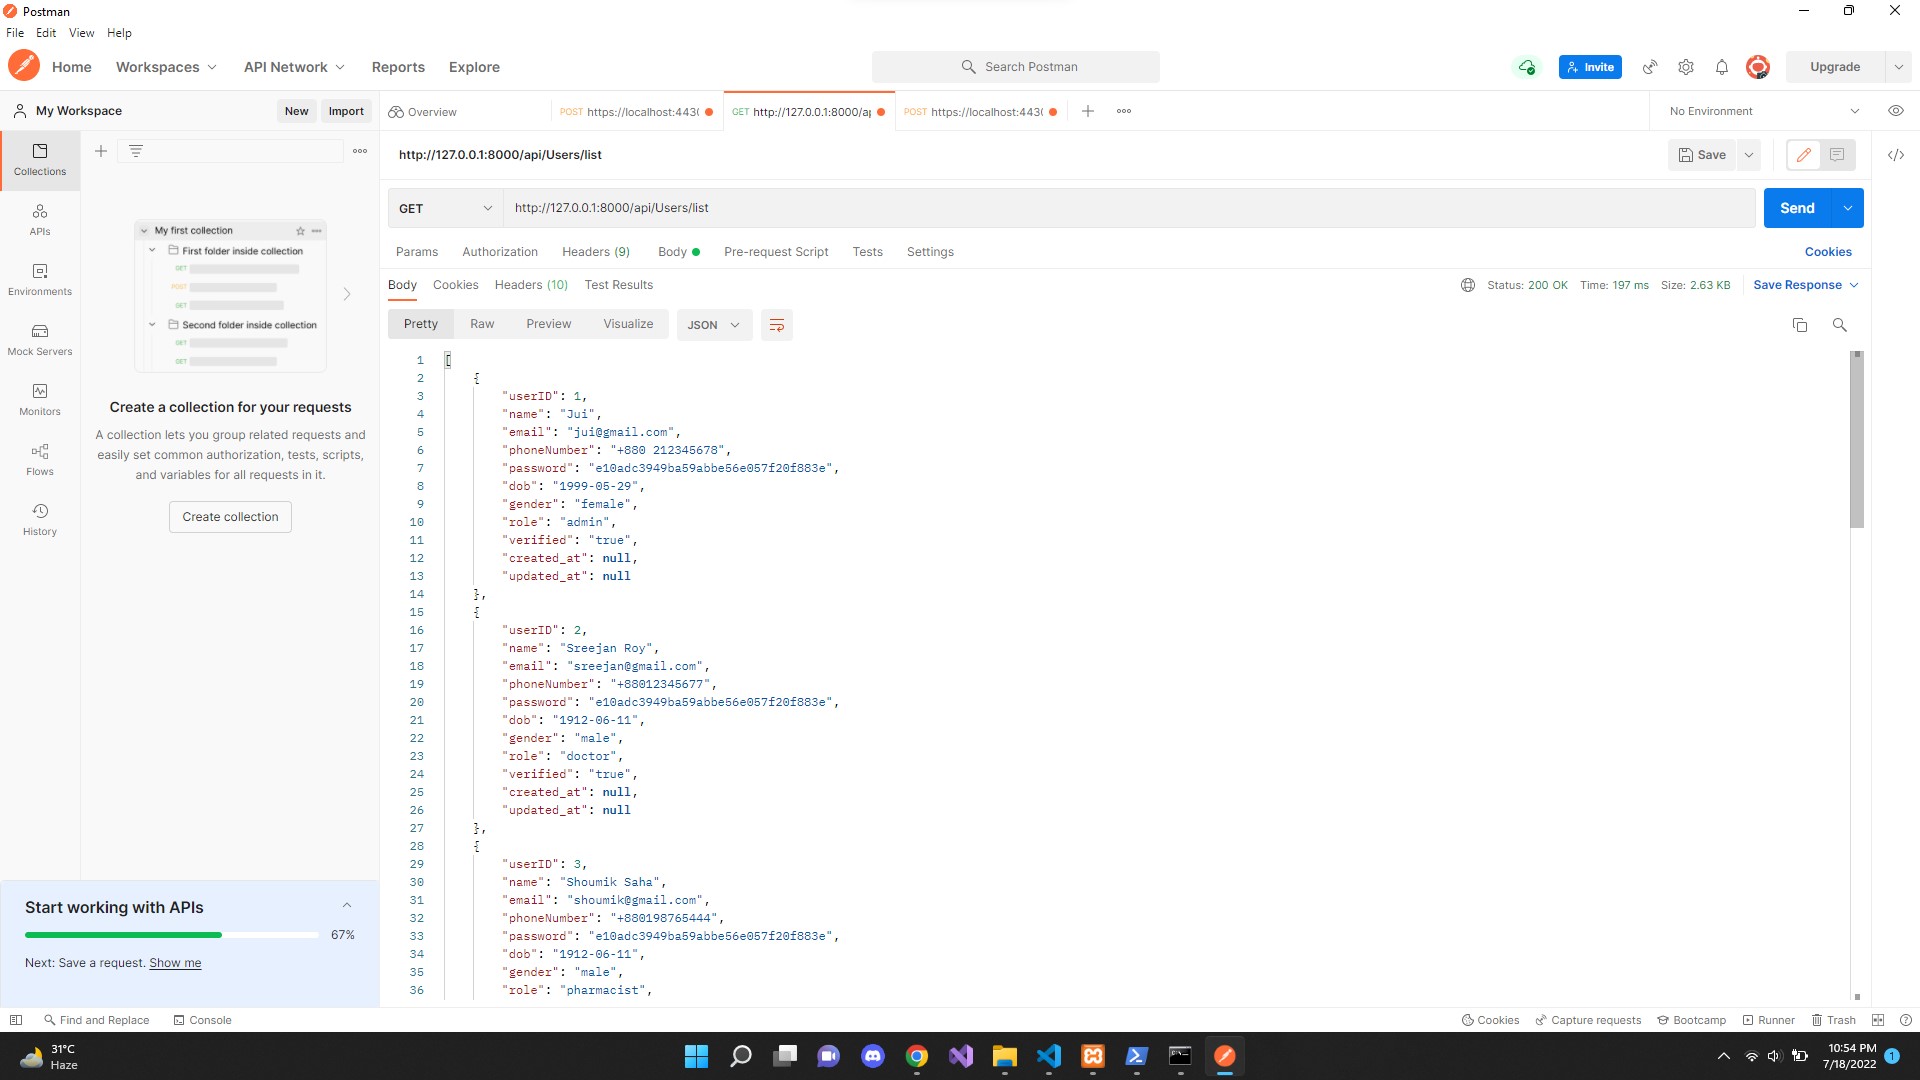 Postman
File Edit View Help
Home Workspaces API Network Reports Explore
Search Postman
Invite
Upgrade
My Workspace
New Import
Overview
POST https://localhost:443(
GET http://127.0.0.1:8000/ap
POST https://localhost:443(
No Environment
http://127.0.0.1:8000/api/Users/list
Save
Collections
APIs
Environments
Mock Servers
Monitors
Flows
History
My first collection
First folder inside collection
GET
POST
GET
Second folder inside collection
GET
GET
Create a collection for your requests
A collection lets you group related requests and
easily set common authorization, tests, scripts,
and variables for all requests in it.
Create collection
Start working with APIs
67%
Next: Save a request. Show me
GET http://127.0.0.1:8000/api/Users/list Send
Params Authorization Headers (9) Body Pre-request Script Tests Settings Cookies
Body Cookies Headers (10) Test Results Status: 200 OK Time: 197 ms Size: 2.63 KB Save Response
Pretty Raw Preview Visualize JSON
1 [
2 {
3 "userID": 1,
4 "name": "Jui",
5 "email": "jui@gmail.com",
6 "phoneNumber": "+880 212345678",
7 "password": "e10adc3949ba59abbe56e057f20f883e",
8 "dob": "1999-05-29",
9 "gender": "female",
10 "role": "admin",
11 "verified": "true",
12 "created_at": null,
13 "updated_at": null
14 },
15 {
16 "userID": 2,
17 "name": "Sreejan Roy",
18 "email": "sreejan@gmail.com",
19 "phoneNumber": "+88012345677",
20 "password": "e10adc3949ba59abbe56e057f20f883e",
21 "dob": "1912-06-11",
22 "gender": "male",
23 "role": "doctor",
24 "verified": "true",
25 "created_at": null,
26 "updated_at": null
27 },
28 {
29 "userID": 3,
30 "name": "Shoumik Saha",
31 "email": "shoumik@gmail.com",
32 "phoneNumber": "+880198765444",
33 "password": "e10adc3949ba59abbe56e057f20f883e",
34 "dob": "1912-06-11",
35 "gender": "male",
36 "role": "pharmacist",
Find and Replace Console
Cookies Capture requests Bootcamp Runner Trash
31°C
Haze
10:54 PM
7/18/2022
1